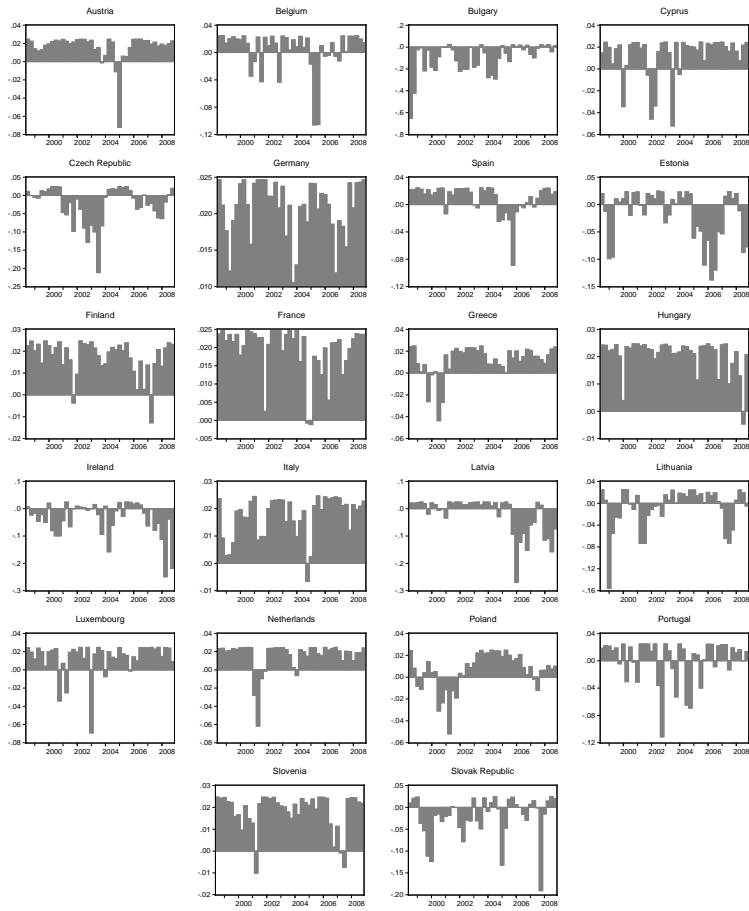 Austria
Belgium
Bulgary
Cyprus
.04
.02
.00
-.02
-.04
-.06
-.08
2000 2002 2004 2006 2008
.04
.00
-.04
-.08
-.12
2000 2002 2004 2006 2008
.2
.0
-.2
-.4
-.6
-.8
2000 2002 2004 2006 2008
.04
.02
.00
-.02
-.04
-.06
2000 2002 2004 2006 2008
Czech Republic
Germany
Spain
Estonia
.05
.00
-.05
-.10
-.15
-.20
-.25
2000 2002 2004 2006 2008
.025
.020
.015
.010
2000 2002 2004 2006 2008
.04
.00
-.04
-.08
-.12
2000 2002 2004 2006 2008
.05
.00
-.05
-.10
-.15
2000 2002 2004 2006 2008
Finland
France
Greece
Hungary
.03
.02
.01
.00
-.01
-.02
2000 2002 2004 2006 2008
.025
.020
.015
.010
.005
.000
-.005
2000 2002 2004 2006 2008
.04
.02
.00
-.02
-.04
-.06
2000 2002 2004 2006 2008
.03
.02
.01
.00
-.01
2000 2002 2004 2006 2008
Ireland
Italy
Latvia
Lithuania
.1
.0
-.1
-.2
-.3
2000 2002 2004 2006 2008
.03
.02
.01
.00
-.01
2000 2002 2004 2006 2008
.1
.0
-.1
-.2
-.3
2000 2002 2004 2006 2008
.04
.00
-.04
-.08
-.12
-.16
2000 2002 2004 2006 2008
Luxembourg
Netherlands
Poland
Portugal
.04
.02
.00
-.02
-.04
-.06
-.08
2000 2002 2004 2006 2008
.04
.02
.00
-.02
-.04
-.06
-.08
2000 2002 2004 2006 2008
.04
.02
.00
-.02
-.04
-.06
2000 2002 2004 2006 2008
.04
.00
-.04
-.08
-.12
2000 2002 2004 2006 2008
Slovenia
Slovak Republic
.03
.02
.01
.00
-.01
-.02
2000 2002 2004 2006 2008
.05
.00
-.05
-.10
-.15
-.20
2000 2002 2004 2006 2008